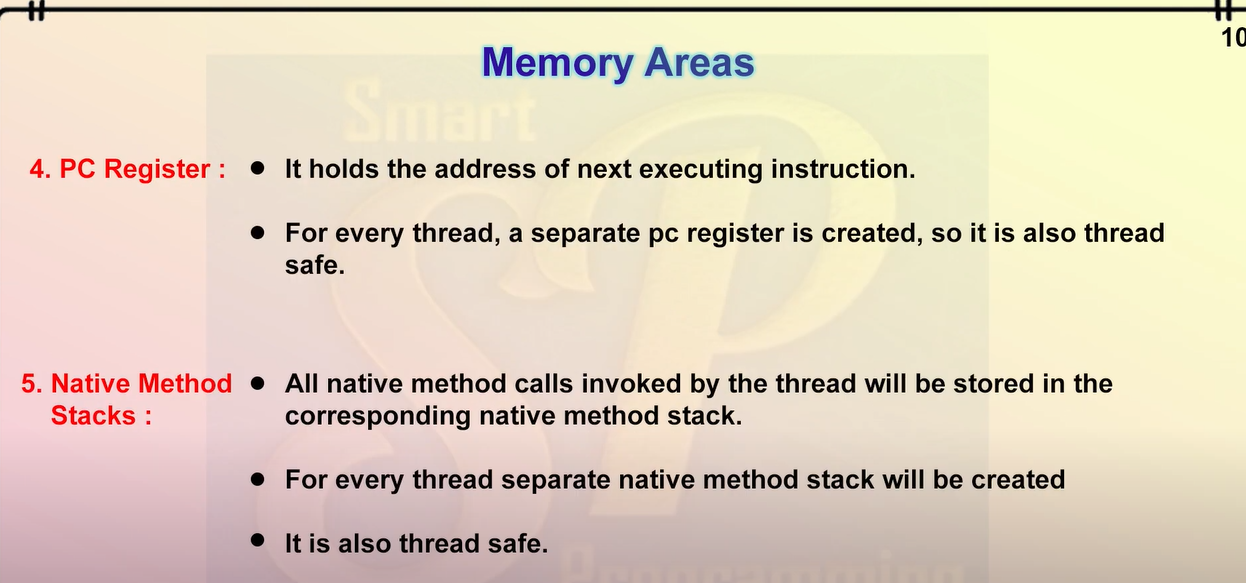 10
Memory Areas
Smart
4. PC Register : ● It holds the address of next executing instruction.
● For every thread, a separate pc register is created, so it is also thread
safe.
SP
5. Native Method ● All native method calls invoked by the thread will be stored in the
Stacks : corresponding native method stack.
● For every thread separate native method stack will be created
● It is also thread safe.
Programming